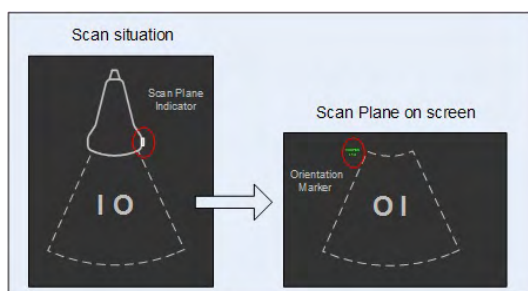 Scan situation
Scan Plane
Indicator
I O
Scan Plane on screen
Orientation
Marker
O I